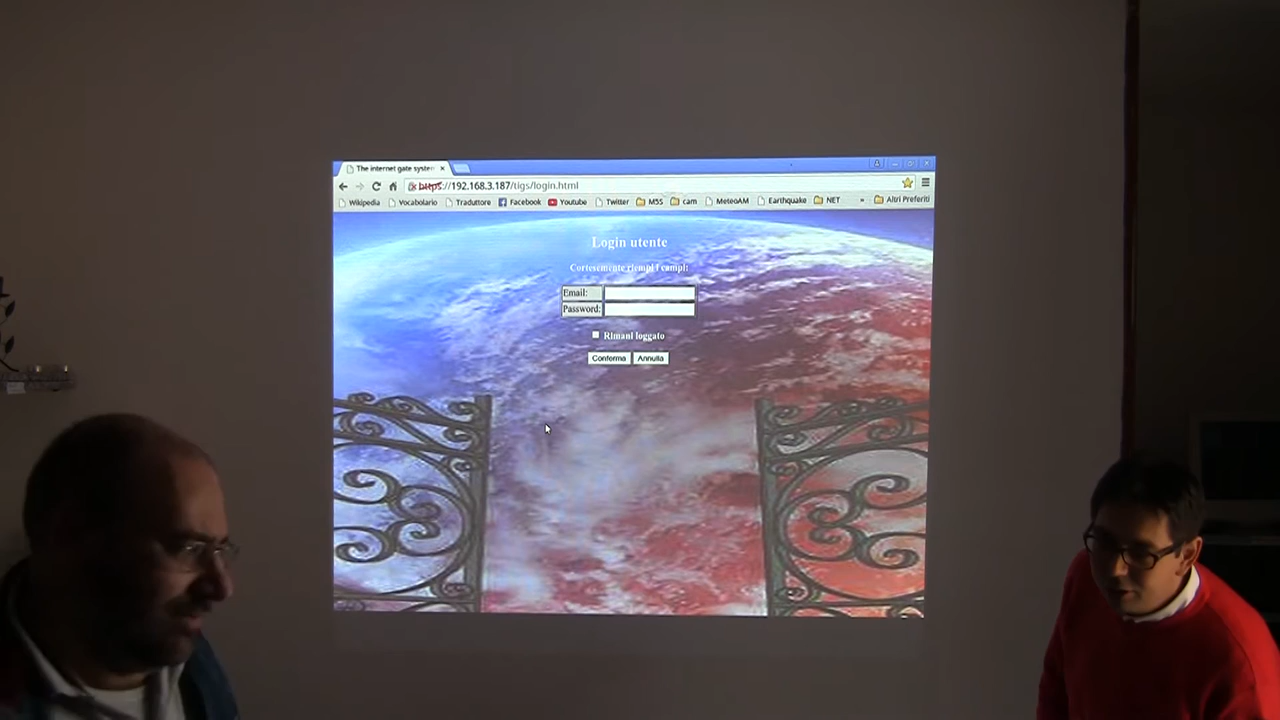 The internet gate system
https://192.168.3.187/tigs/login.html
Wikipedia Vocabolario Traduttore Facebook Youtube Twitter M5S cam MeteoAM Earthquake NET » Altri Preferiti
Login utente
Cortesemente riempi i campi:
Email:
Password:
Rimani loggato
Conferma Annulla